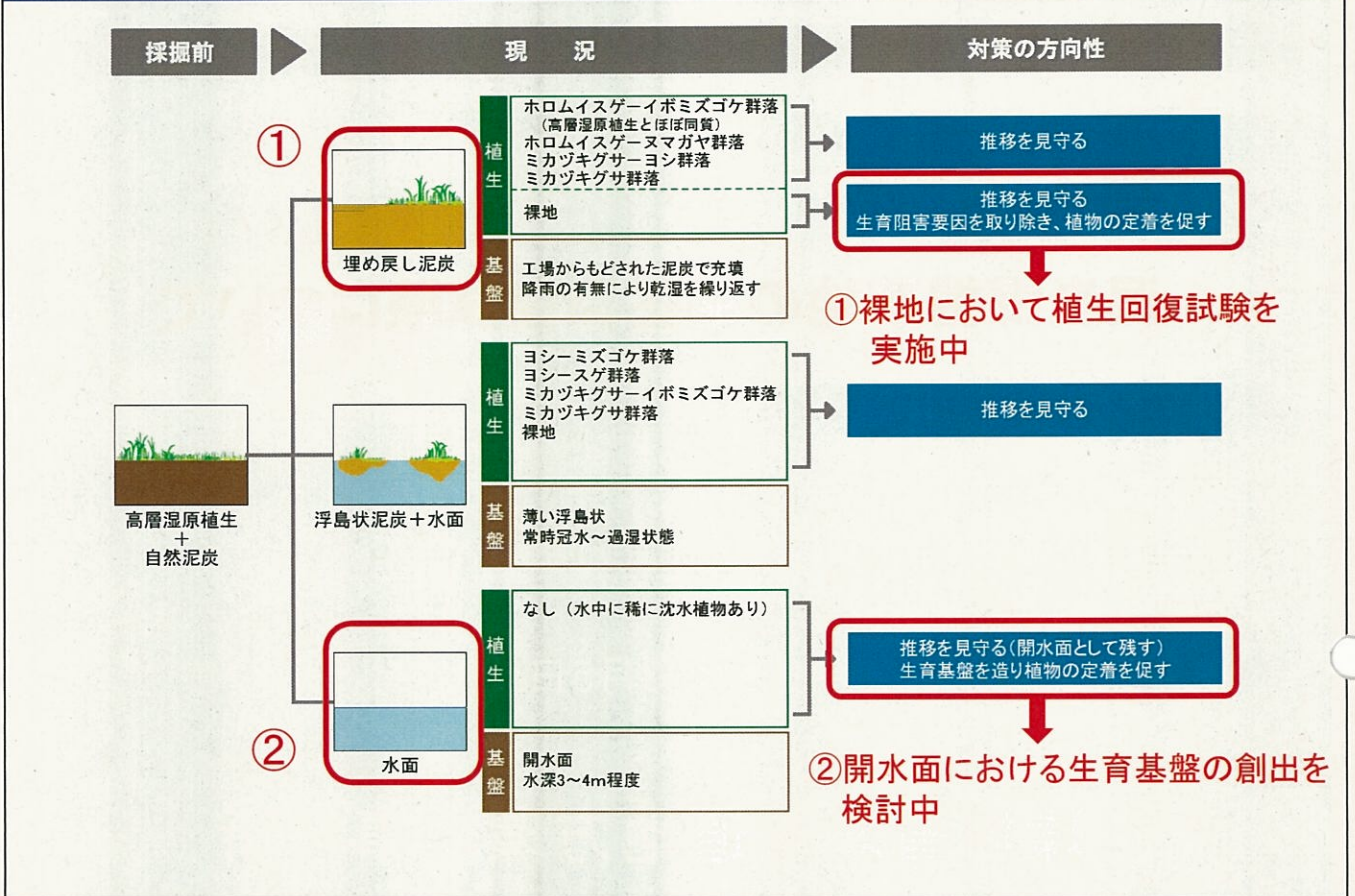 採掘前
現 況
対策の方向性
①
埋め戻し泥炭
植生
ホロムイスゲーイボミズゴケ群落
(高層湿原植生とほぼ同質)
ホロムイスゲーヌマガヤ群落
ミカヅキグサーヨシ群落
ミカヅキグサ群落
裸地
基盤
工場からもどされた泥炭で充填
降雨の有無により乾湿を繰り返す
推移を見守る
推移を見守る
生育阻害要因を取り除き、植物の定着を促す
①裸地において植生回復試験を
実施中
高層湿原植生
+
自然泥炭
浮島状泥炭+水面
植生
ヨシーミズゴケ群落
ヨシースゲ群落
ミカヅキグサーイボミズゴケ群落
ミカヅキグサ群落
裸地
基盤
薄い浮島状
常時冠水~過湿状態
推移を見守る
②
水面
植生
なし(水中に稀に沈水植物あり)
基盤
開水面
水深3~4m程度
推移を見守る(開水面として残す)
生育基盤を造り植物の定着を促す
②開水面における生育基盤の創出を
検討中